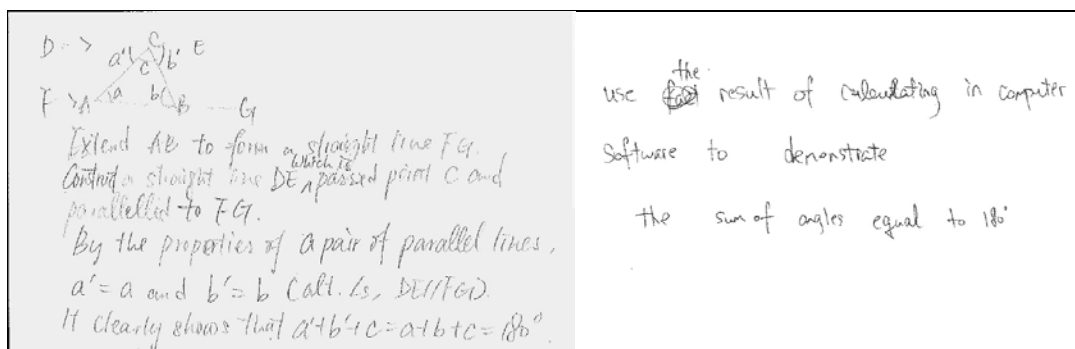 D -> C E
a' b'
c
F > A a b B G
Extend AB to form a straight line FG.
Construct a straight line DE which is passed point C and
parallelled to FG.
By the properties of a pair of parallel lines,
a' = a and b' = b (alt. ∠s, DE//FG).
It clearly shows that a'+b'+c = a+b+c = 180°.
use the result of calculating in computer
software to demonstrate
the sum of angles equal to 180°